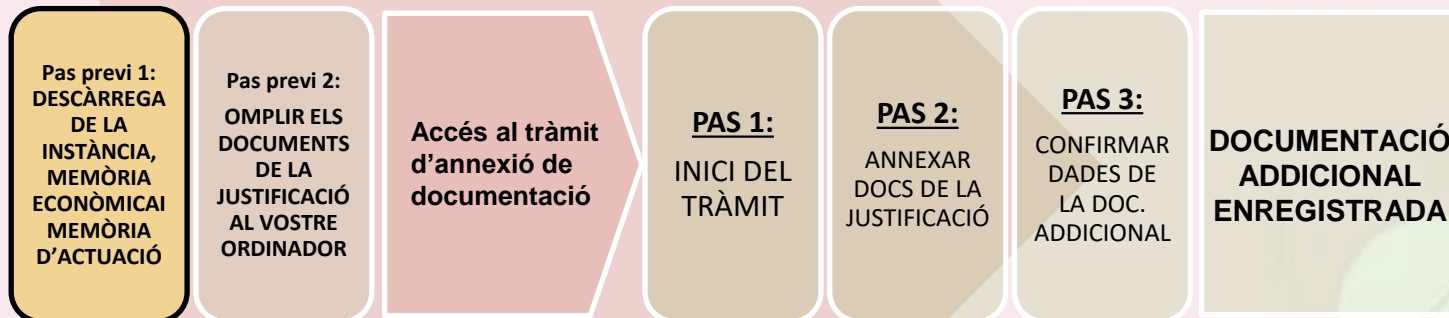 Pas previ 1:
DESCÀRREGA
DE LA
INSTÀNCIA,
MEMÒRIA
ECONÒMICAI
MEMÒRIA
D'ACTUACIÓ
Pas previ 2:
OMPLIR ELS
DOCUMENTS
DE LA
JUSTIFICACIÓ
AL VOSTRE
ORDINADOR
Accés al tràmit
d'annexió de
documentació
PAS 1:
INICI DEL
TRÀMIT
PAS 2:
ANNEXAR
DOCS DE LA
JUSTIFICACIÓ
PAS 3:
CONFIRMAR
DADES DE
LA DOC.
ADDICIONAL
DOCUMENTACIÓ
ADDICIONAL
ENREGISTRADA